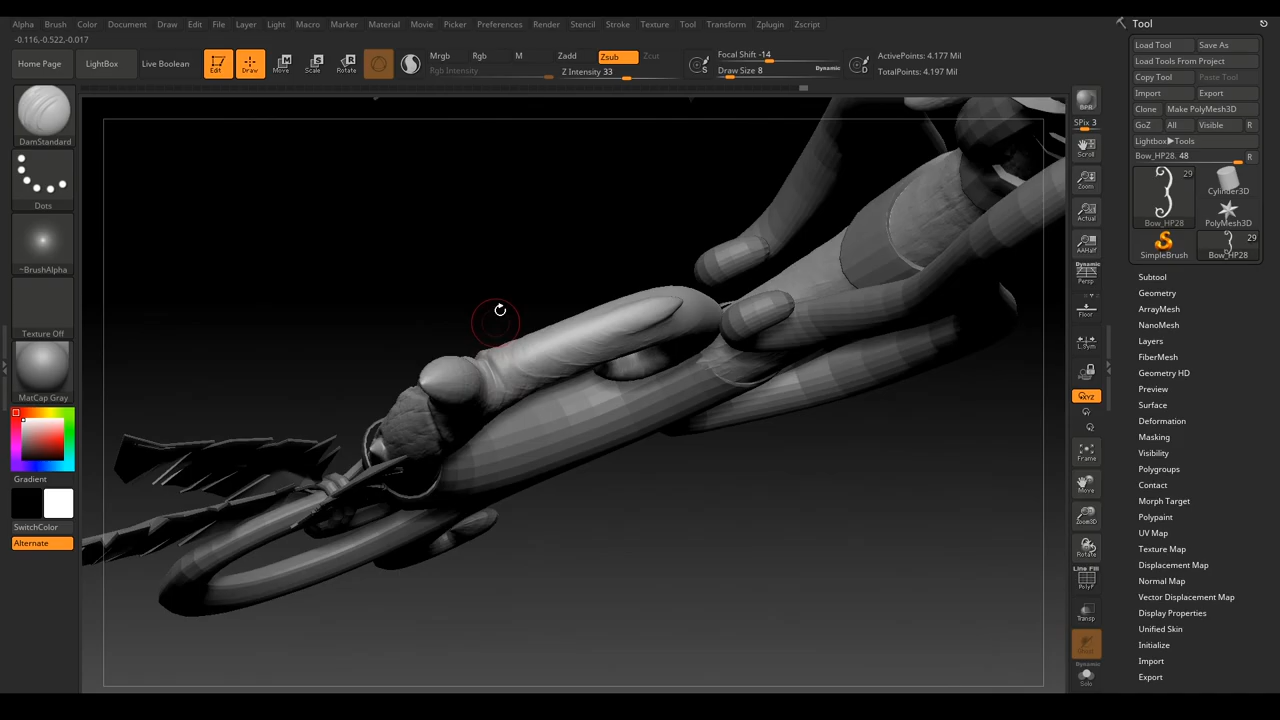 Alpha Brush Color Document Draw Edit File Layer Light Macro Marker Material Movie Picker Preferences Render Stencil Stroke Texture Tool Transform Zplugin Zscript
-0.116,-0.522,-0.017
Home Page LightBox Live Boolean Edit Draw Move Scale Rotate
Mrgb Rgb M Zadd Zsub Zcut
Rgb Intensity Z Intensity 33
Focal Shift -14
Draw Size 8 Dynamic
S
D
ActivePoints: 4.177 Mil
TotalPoints: 4.197 Mil
DamStandard
Dots
~BrushAlpha
Texture Off
MatCap Gray
Gradient
SwitchColor
Alternate
BPR
SPix 3
Scroll
Zoom
Actual
AAHalf
Dynamic
Persp
Floor
L.Sym
XYZ
Frame
Move
Zoom3D
Rotate
Line Fill
PolyF
Transp
Dynamic
Solo
Tool
Load Tool Save As
Load Tools From Project
Copy Tool Paste Tool
Import Export
Clone Make PolyMesh3D
GoZ All Visible R
Lightbox▶Tools
Bow_HP28. 48 R
29
Bow_HP28
Cylinder3D
PolyMesh3D
SimpleBrush
29
Bow_HP28
Subtool
Geometry
ArrayMesh
NanoMesh
Layers
FiberMesh
Geometry HD
Preview
Surface
Deformation
Masking
Visibility
Polygroups
Contact
Morph Target
Polypaint
UV Map
Texture Map
Displacement Map
Normal Map
Vector Displacement Map
Display Properties
Unified Skin
Initialize
Import
Export